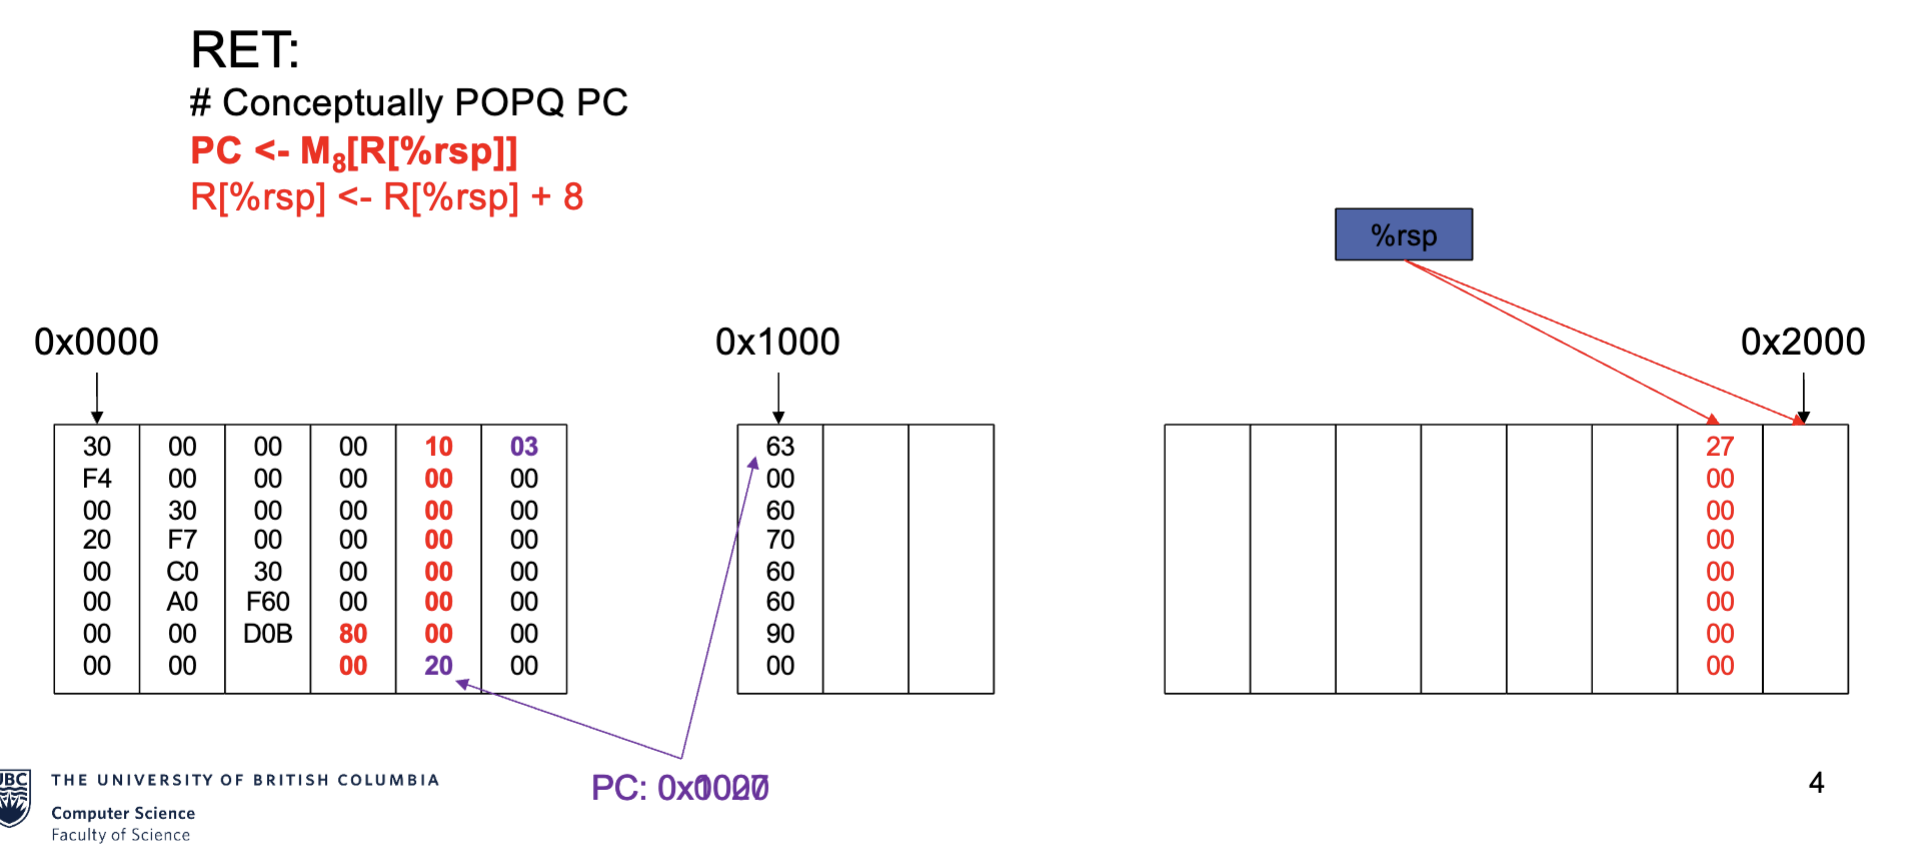 RET:
# Conceptually POPQ PC
PC <- M8[R[%rsp]]
R[%rsp] <- R[%rsp] + 8
%rsp
0x0000 0x1000 0x2000
30 00 00 00 10 03 63 27
F4 00 00 00 00 00 00 00
00 30 00 00 00 00 60 00
20 F7 00 00 00 00 70 00
00 C0 30 00 00 00 60 00
00 A0 F60 00 00 00 60 00
00 00 D0B 80 00 00 90 00
00 00 00 20 00 00 00
PC:
UBC
THE UNIVERSITY OF BRITISH COLUMBIA
Computer Science
Faculty of Science
4